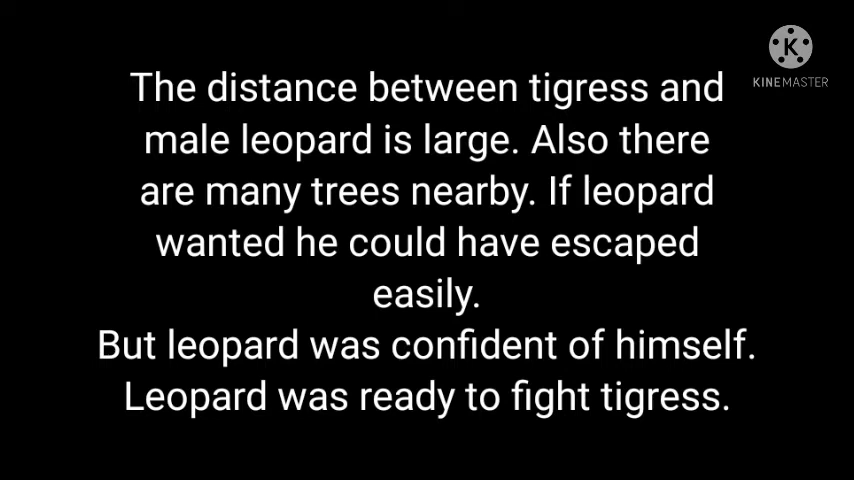 The distance between tigress and
male leopard is large. Also there
are many trees nearby. If leopard
wanted he could have escaped
easily.
But leopard was confident of himself.
Leopard was ready to fight tigress.
K
KINEMASTER